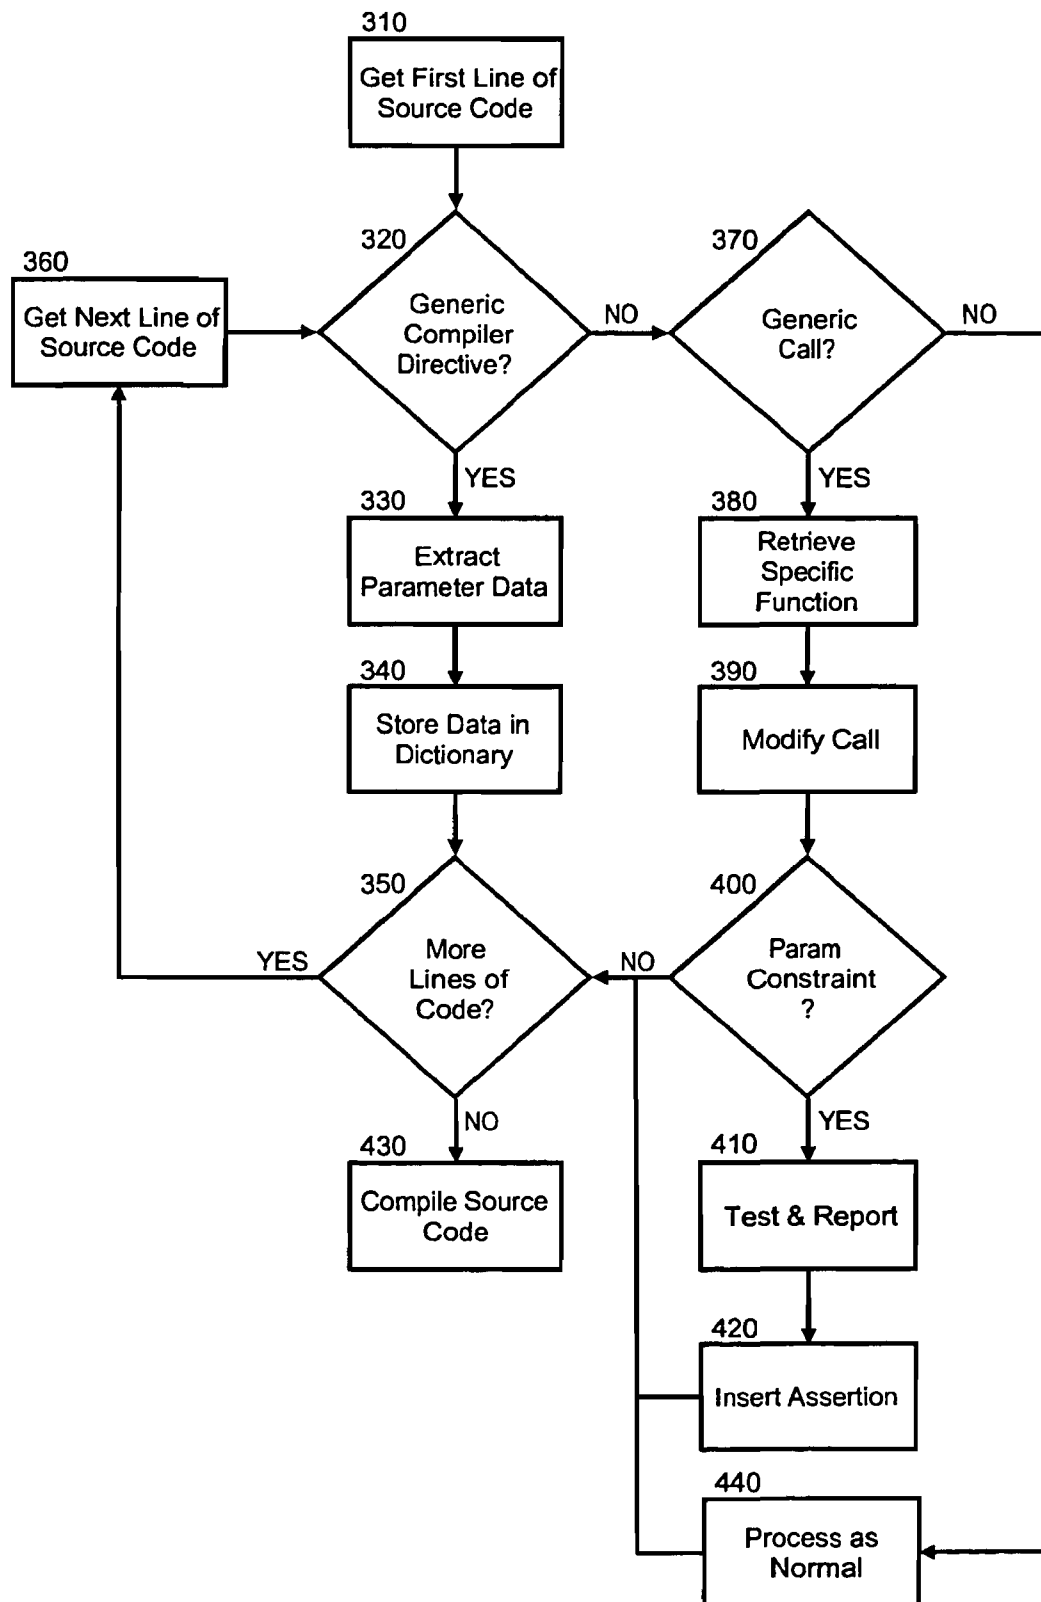 310
Get First Line of
Source Code
320
Generic
Compiler
Directive?
NO
370
Generic
Call?
NO
360
Get Next Line of
Source Code
YES
330
Extract
Parameter Data
YES
380
Retrieve
Specific
Function
340
Store Data in
Dictionary
390
Modify Call
350
More
Lines of
Code?
YES
NO
400
Param
Constraint
?
NO
430
Compile Source
Code
YES
410
Test & Report
420
Insert Assertion
440
Process as
Normal